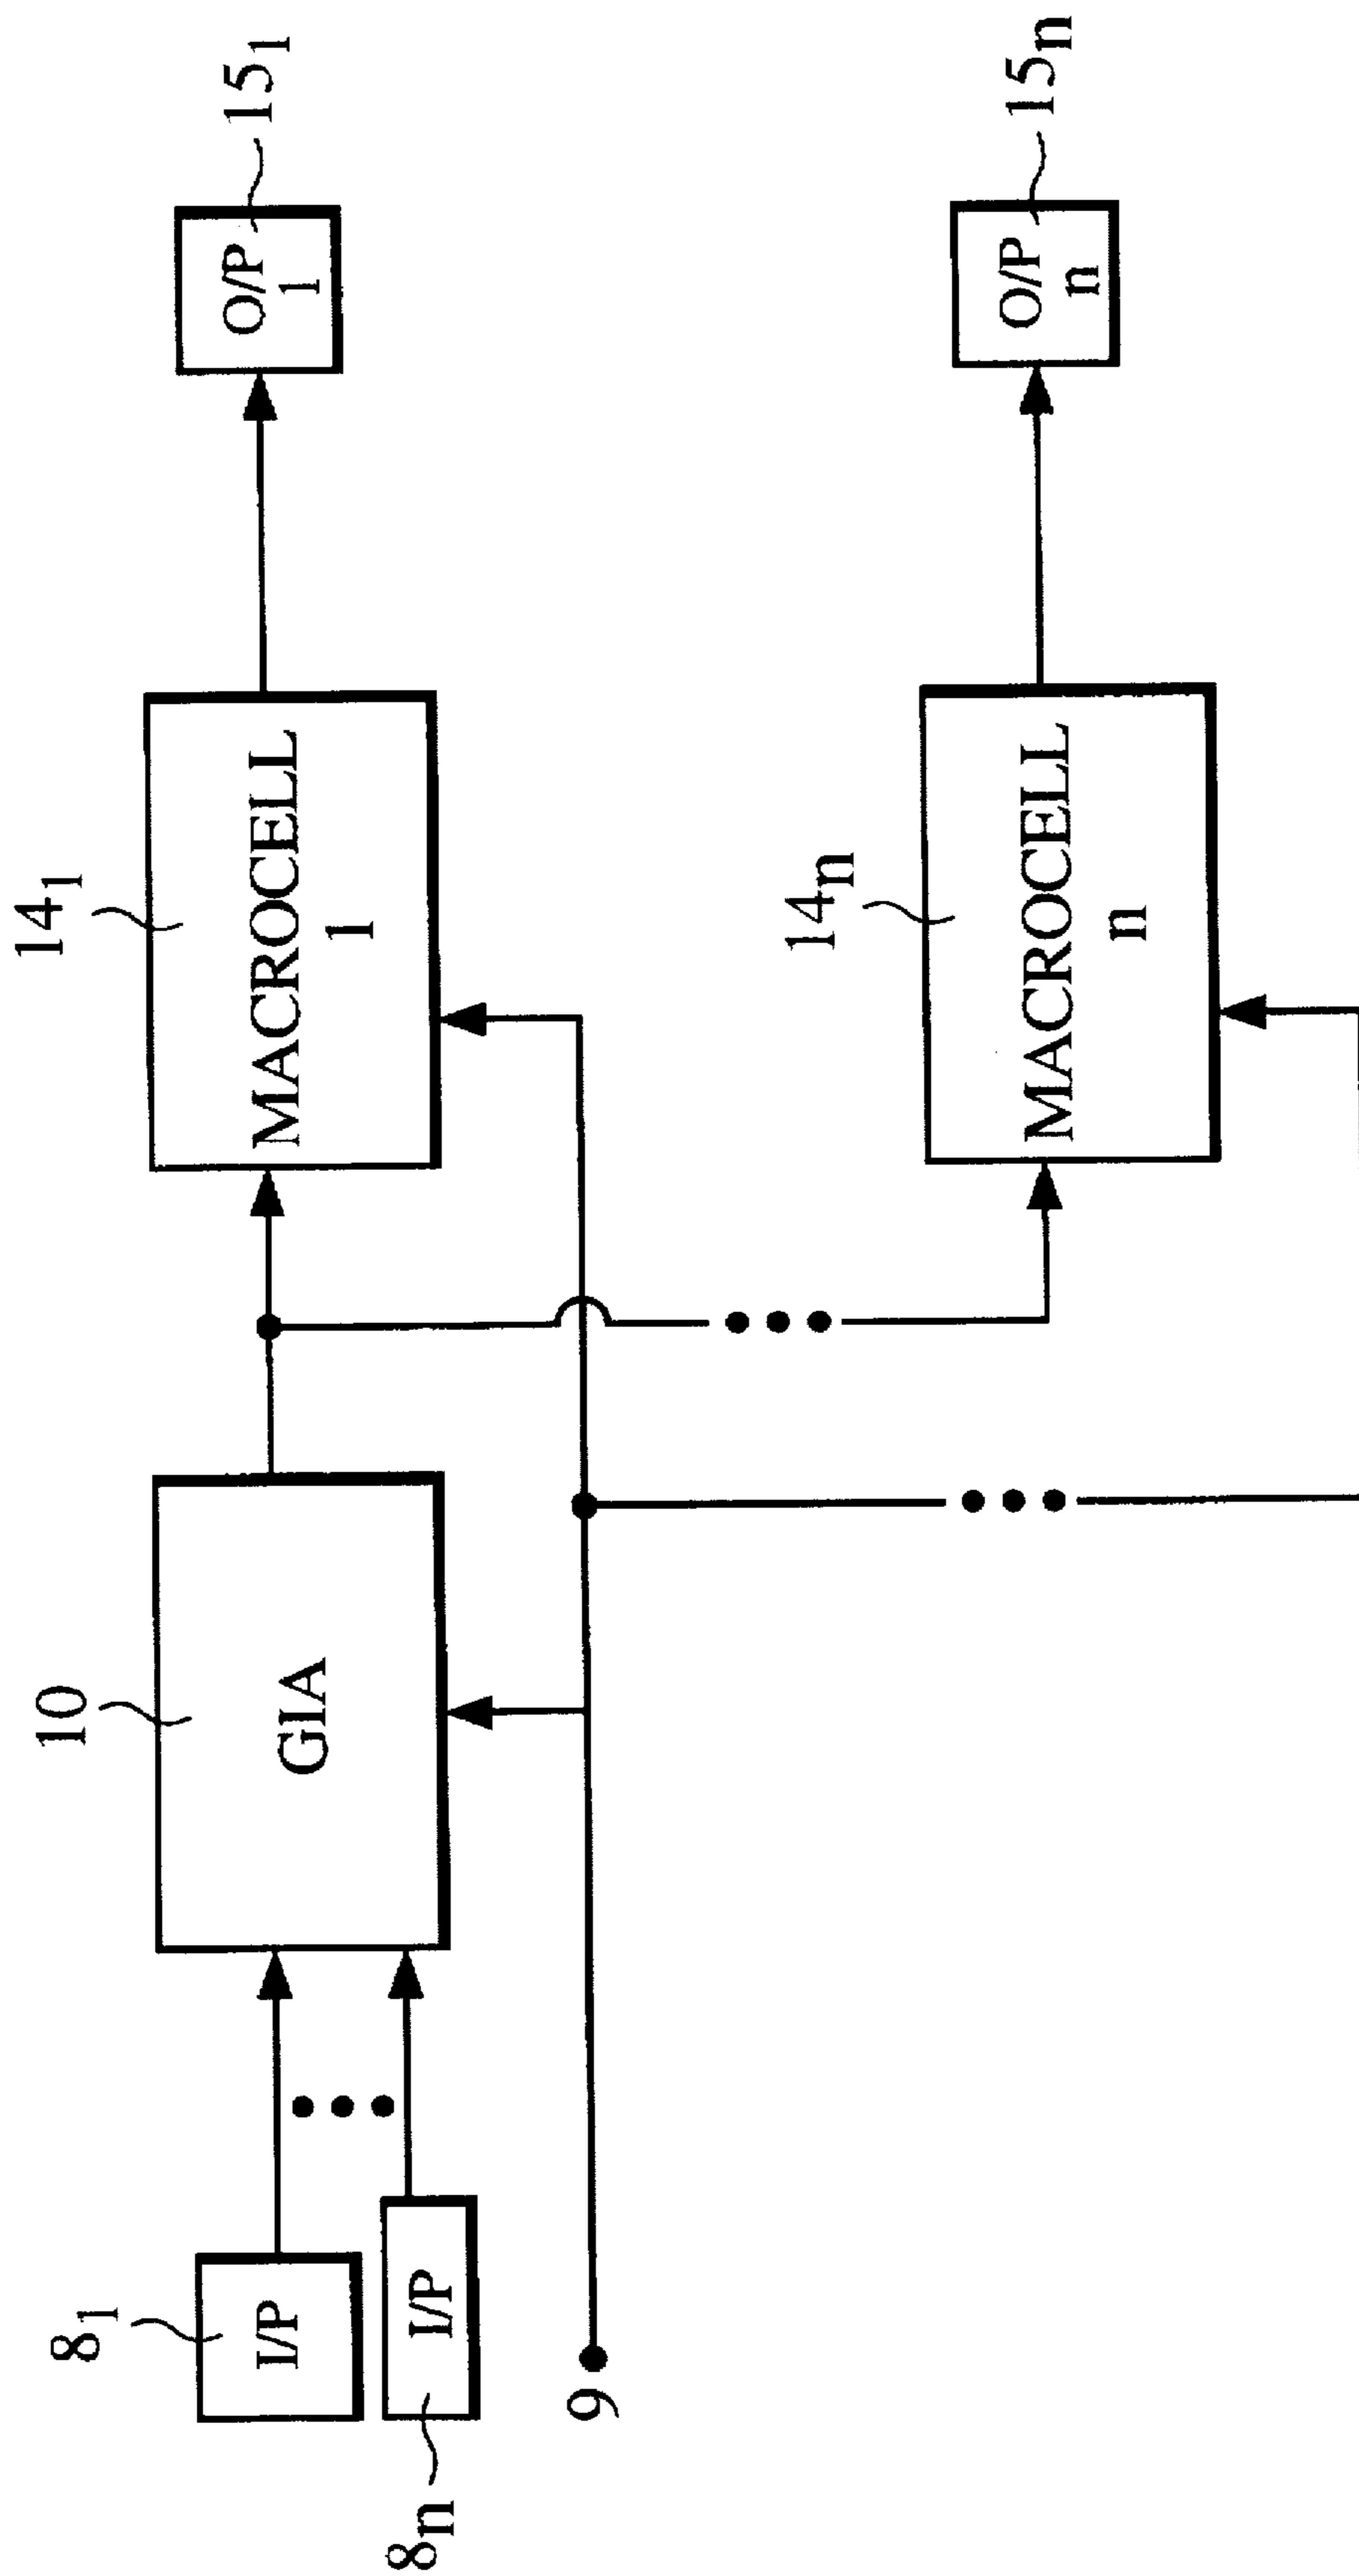 8₁
I/P
8ₙ
I/P
9
10
GIA
14₁
MACROCELL
1
15₁
O/P
1
14ₙ
MACROCELL
n
15ₙ
O/P
n